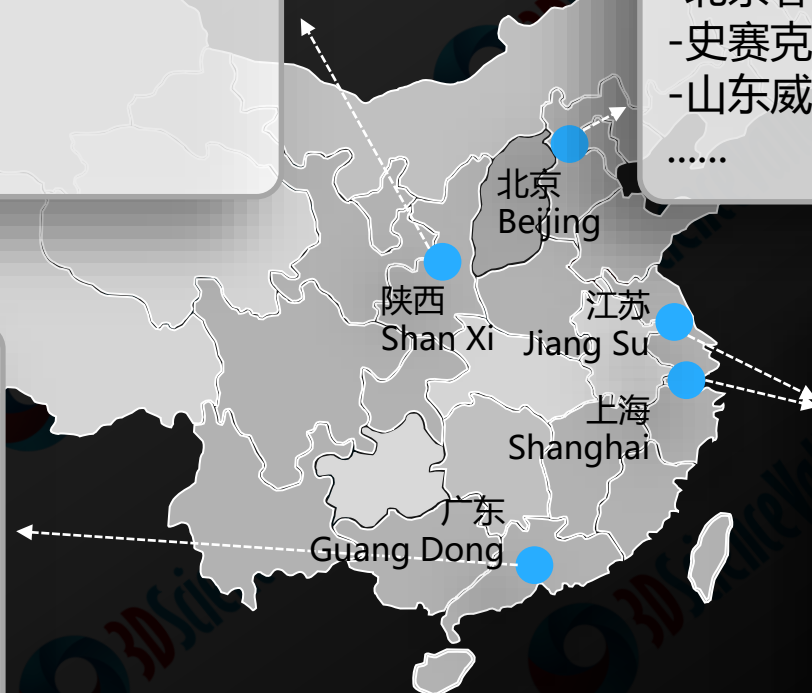 -史赛克
-山东威
......
北京
Beijing
陕西
Shan Xi
江苏
Jiang Su
上海
Shanghai
广东
Guang Dong